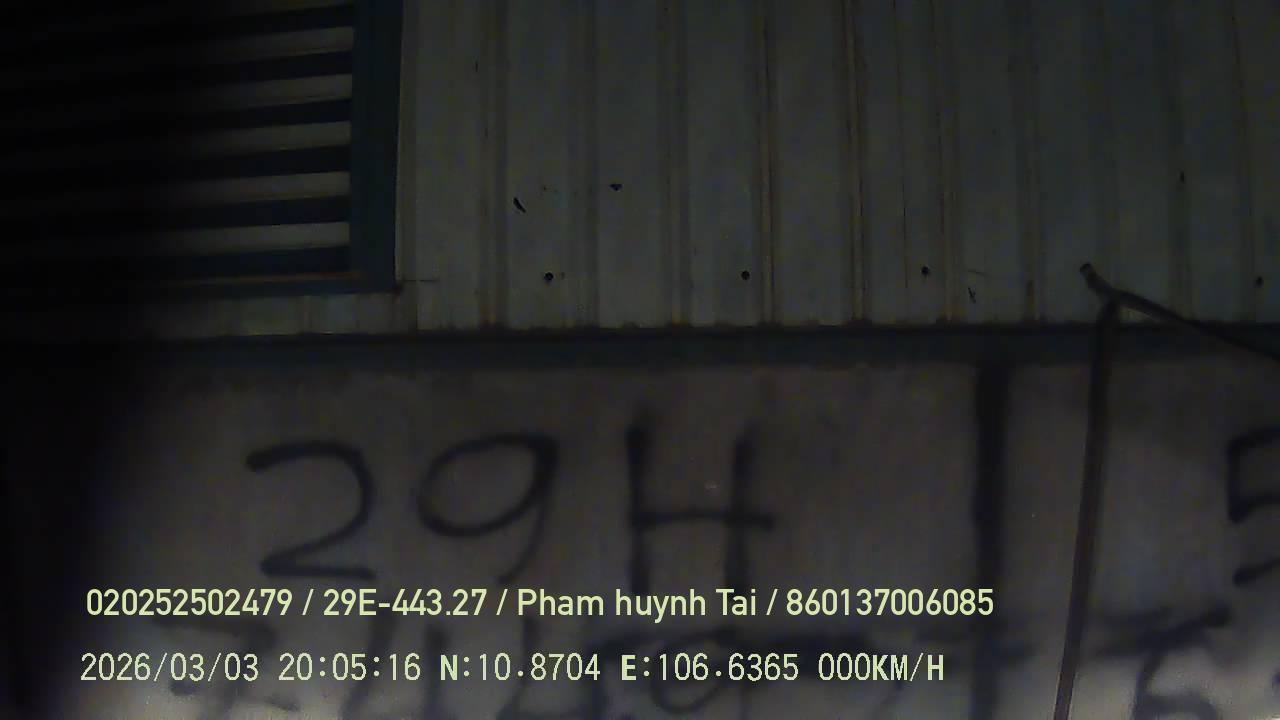 29H
5
020252502479 / 29E-443.27 / Pham huynh Tai / 860137006085
2026/03/03 20:05:16 N:10.8704 E:106.6365 000KM/H